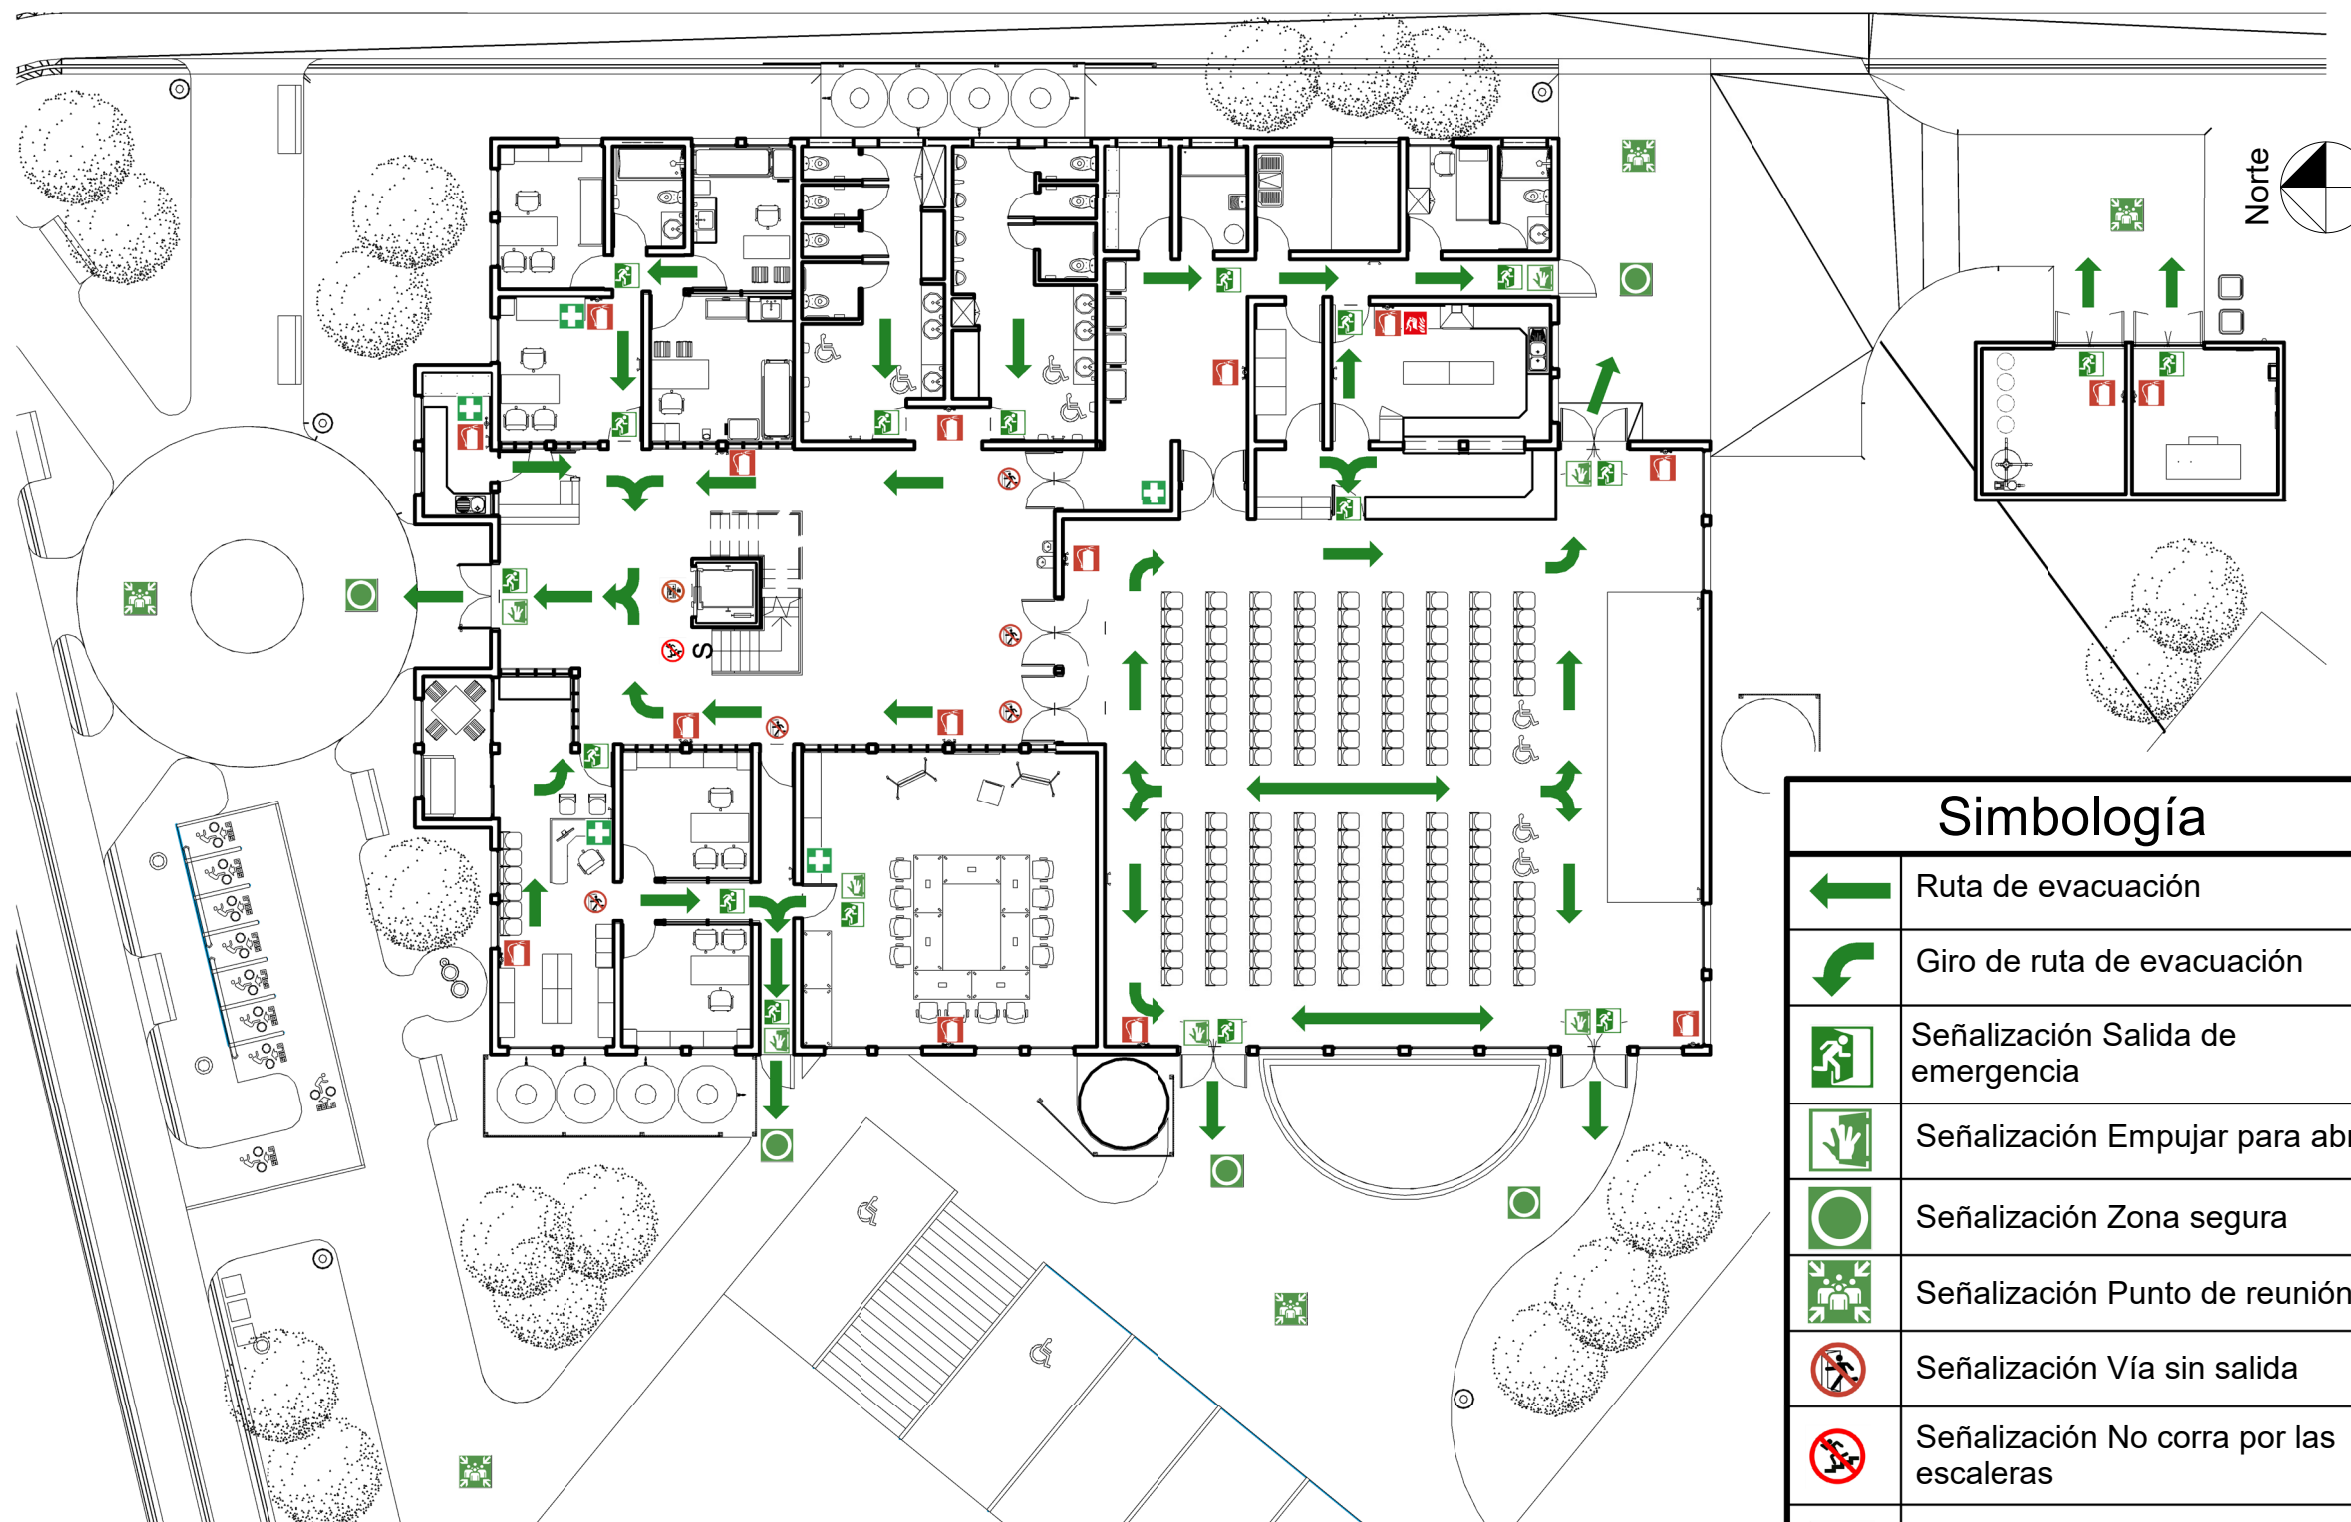 Norte
S
Simbología
Ruta de evacuación
Giro de ruta de evacuación
Señalización Salida de
emergencia
Señalización Empujar para abr
Señalización Zona segura
Señalización Punto de reunión
Señalización Vía sin salida
Señalización No corra por las
escaleras